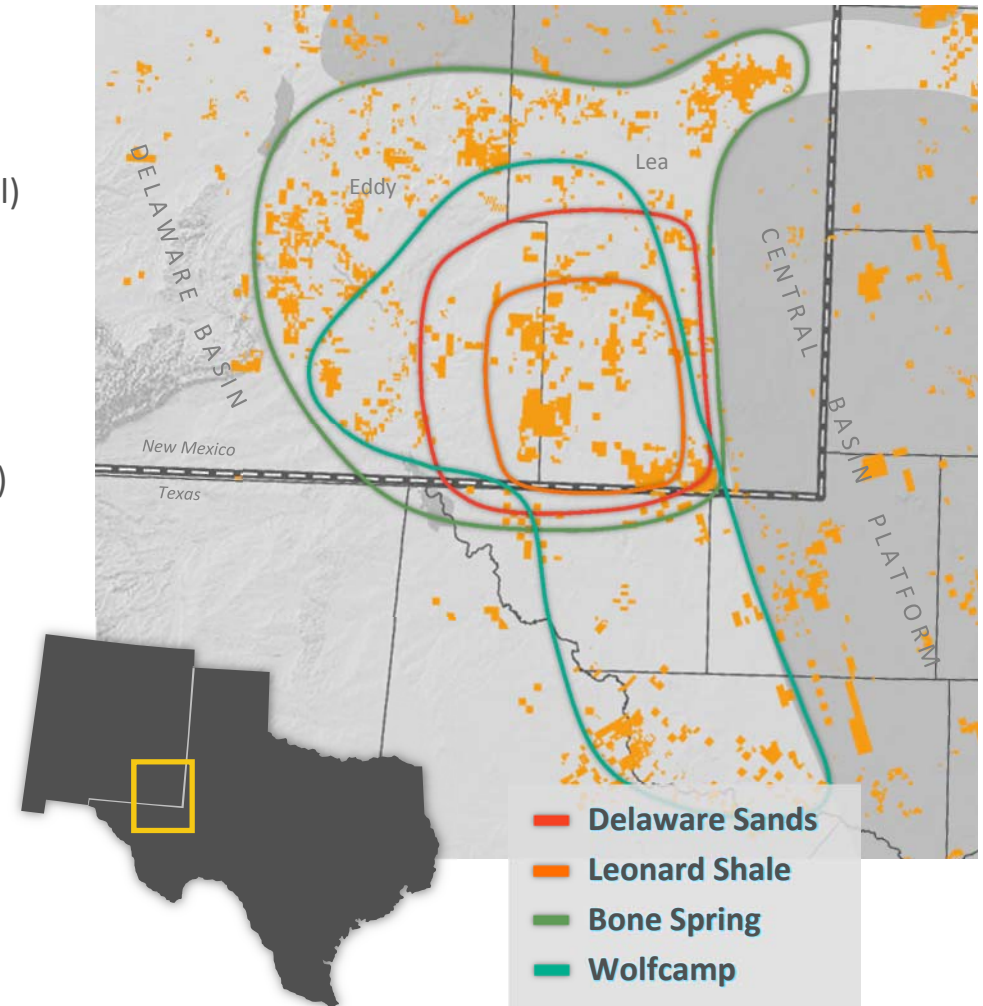 l)
)
Lea
Eddy
DELAWARE BASIN
CENTRAL BASIN PLATFORM
New Mexico
Texas
Delaware Sands
Leonard Shale
Bone Spring
Wolfcamp